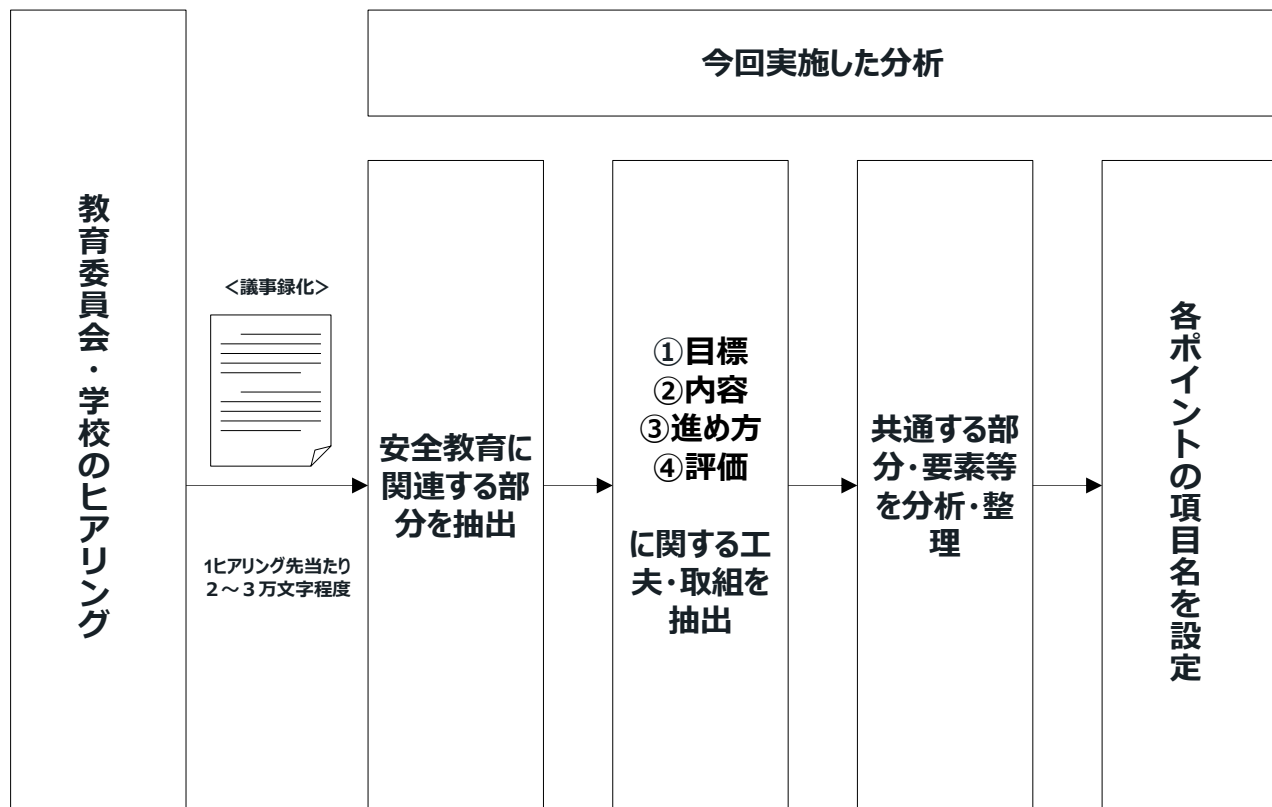 今回実施した分析
教育委員会・学校のヒアリング
＜議事録化＞
1ヒアリング先当たり
２～３万文字程度
安全教育に
関連する部
分を抽出
①目標
②内容
③進め方
④評価
に関する工
夫・取組を
抽出
共通する部
分・要素等
を分析・整
理
各ポイントの項目名を設定